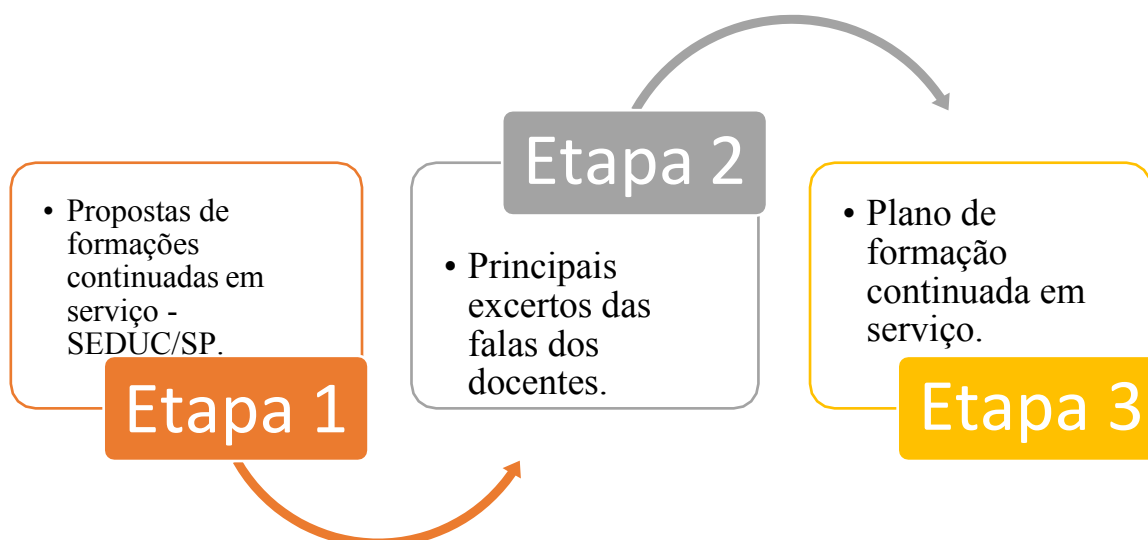 • Propostas de
formações
continuadas em
serviço -
SEDUC/SP.
Etapa 1
Etapa 2
• Principais
excertos das
falas dos
docentes.
• Plano de
formação
continuada em
serviço.
Etapa 3